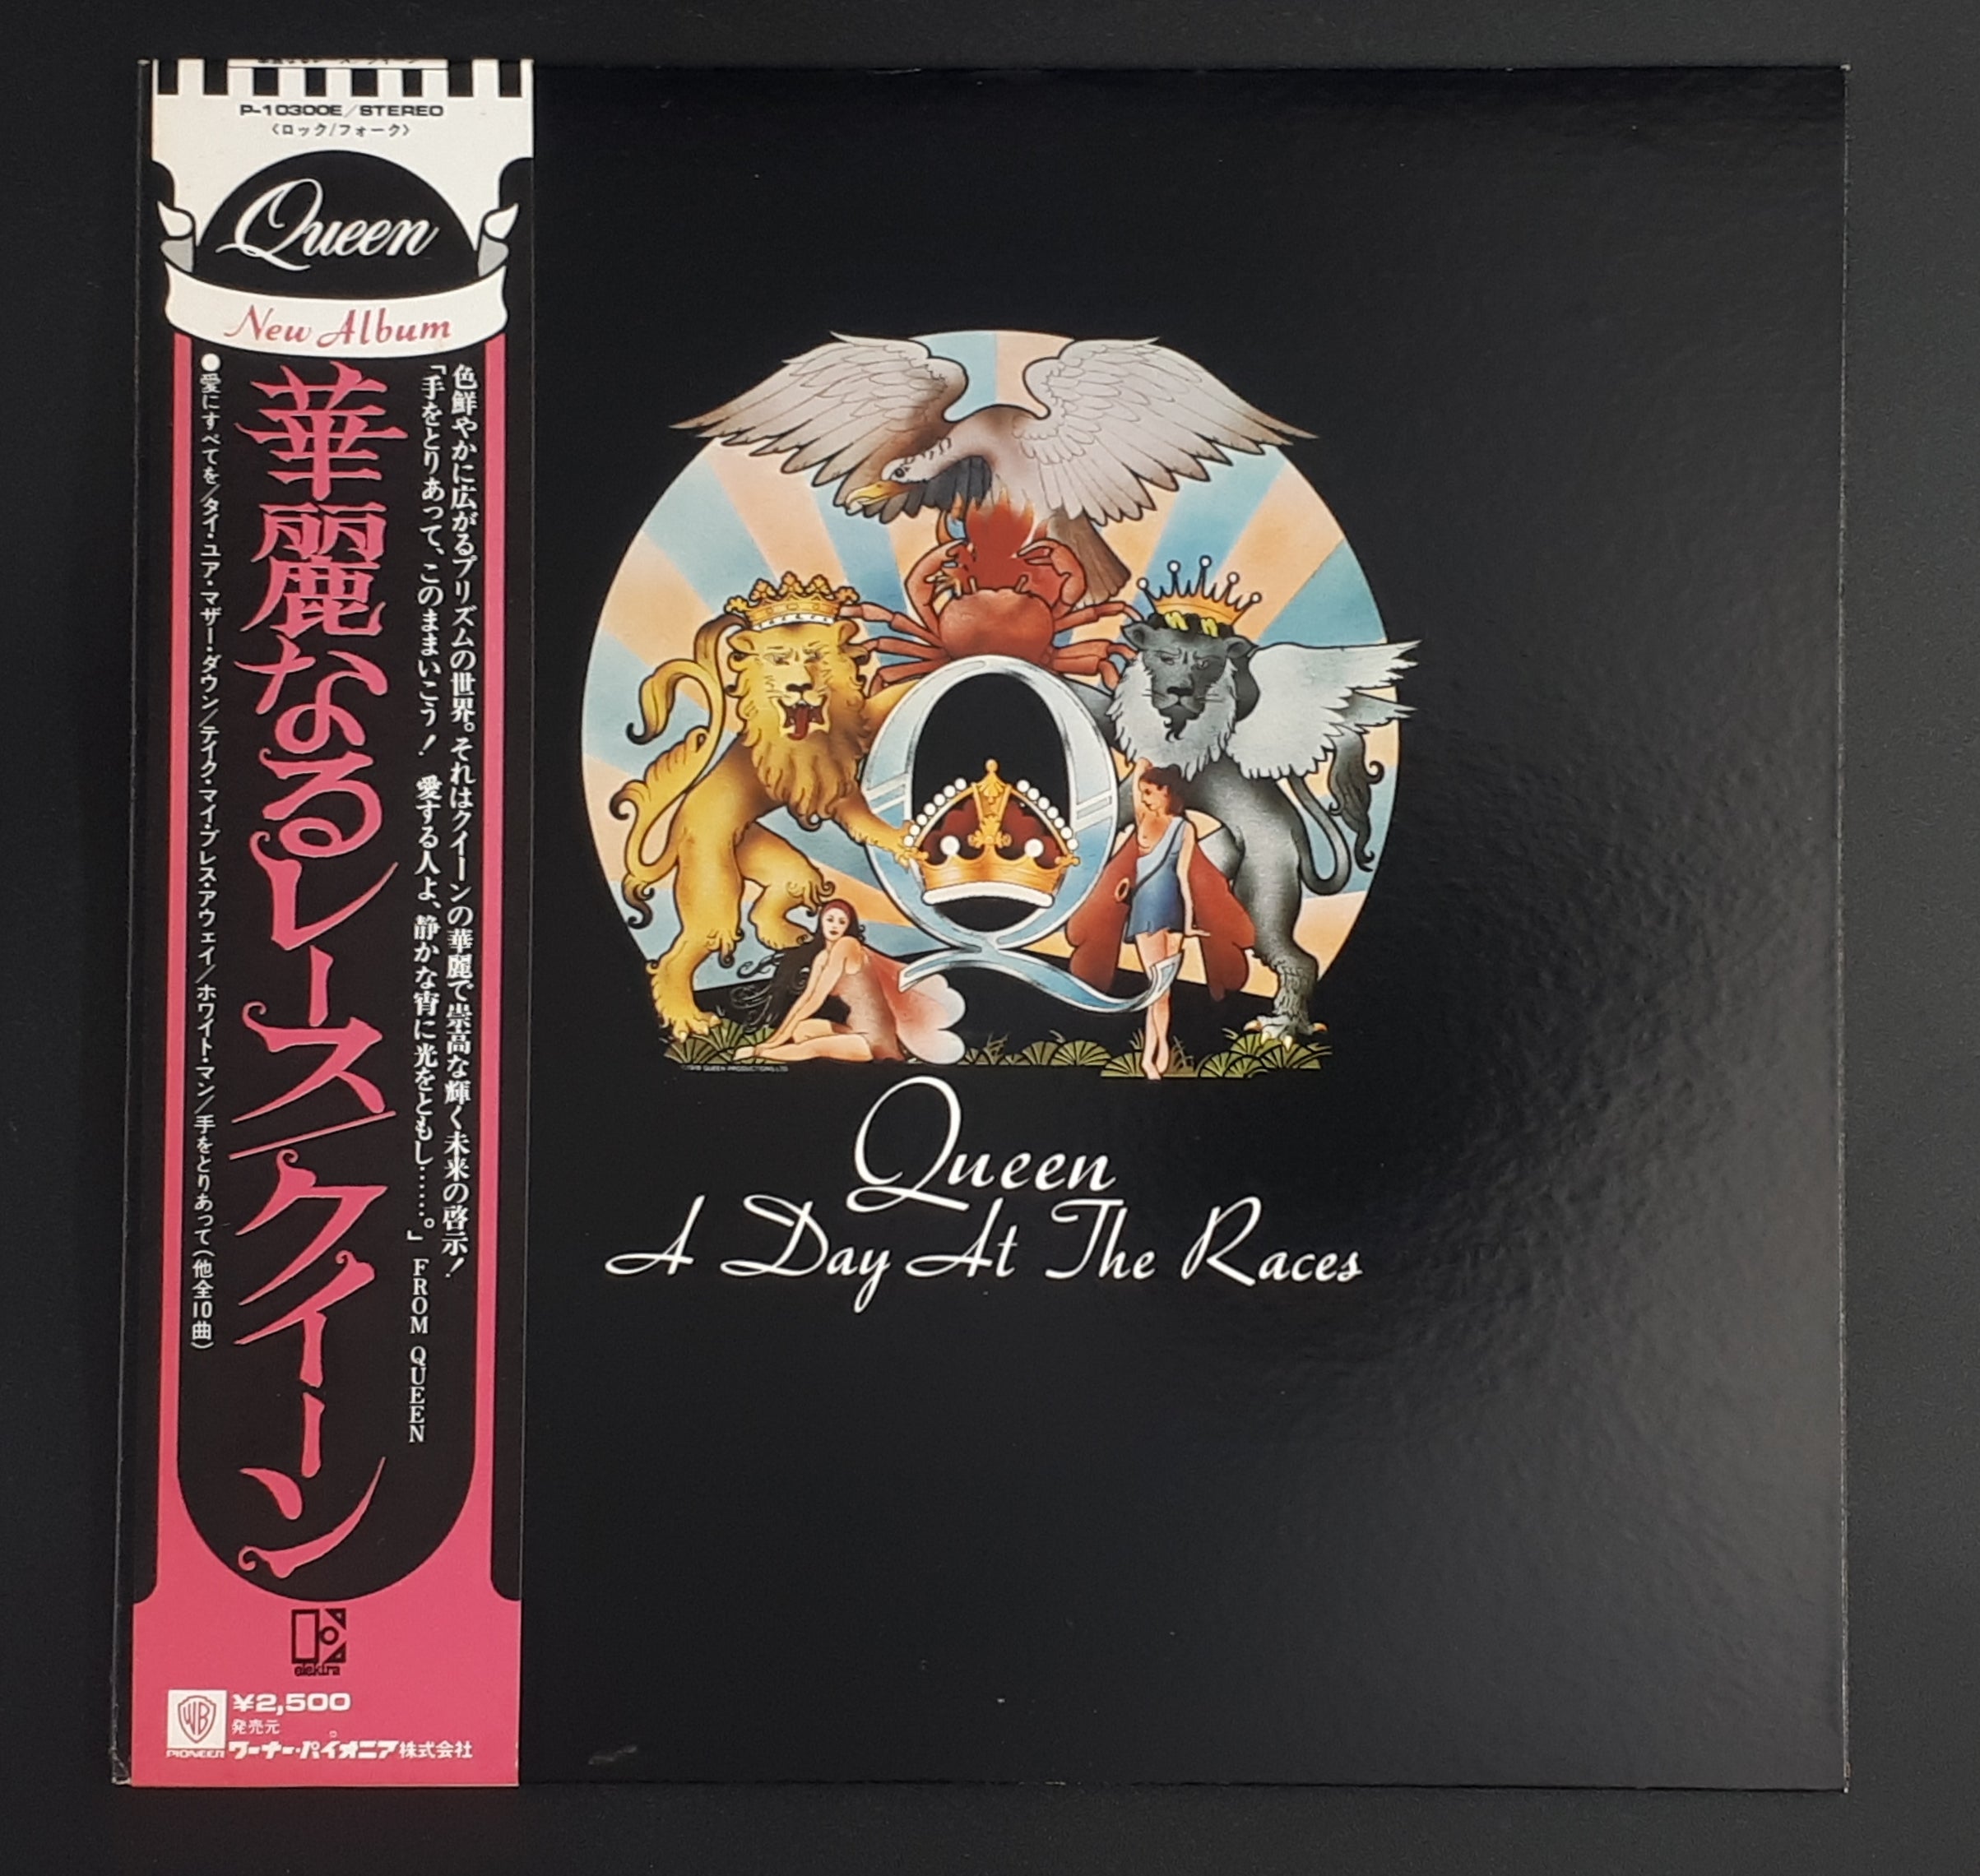 P-10300E/STEREO
〈ロック/フォーク〉
Queen
New Album
色鮮やかに広がるプリズムの世界。それはクイーンの華麗で崇高な輝く未来の啓示！
「手をとりあって、このままいこう！ 愛する人よ、静かな宵に光をともし……。」 FROM QUEEN
華麗なるレース/クイーン
●愛にすべてを/タイ・ユア・マザー・ダウン/テイク・マイ・ブレス・アウェイ/ホワイト・マン/手をとりあって(他全10曲)
elektra
¥2,500
発売元
WB
PIONEER
ワーナー・パイオニア株式会社
Queen
A Day At The Races